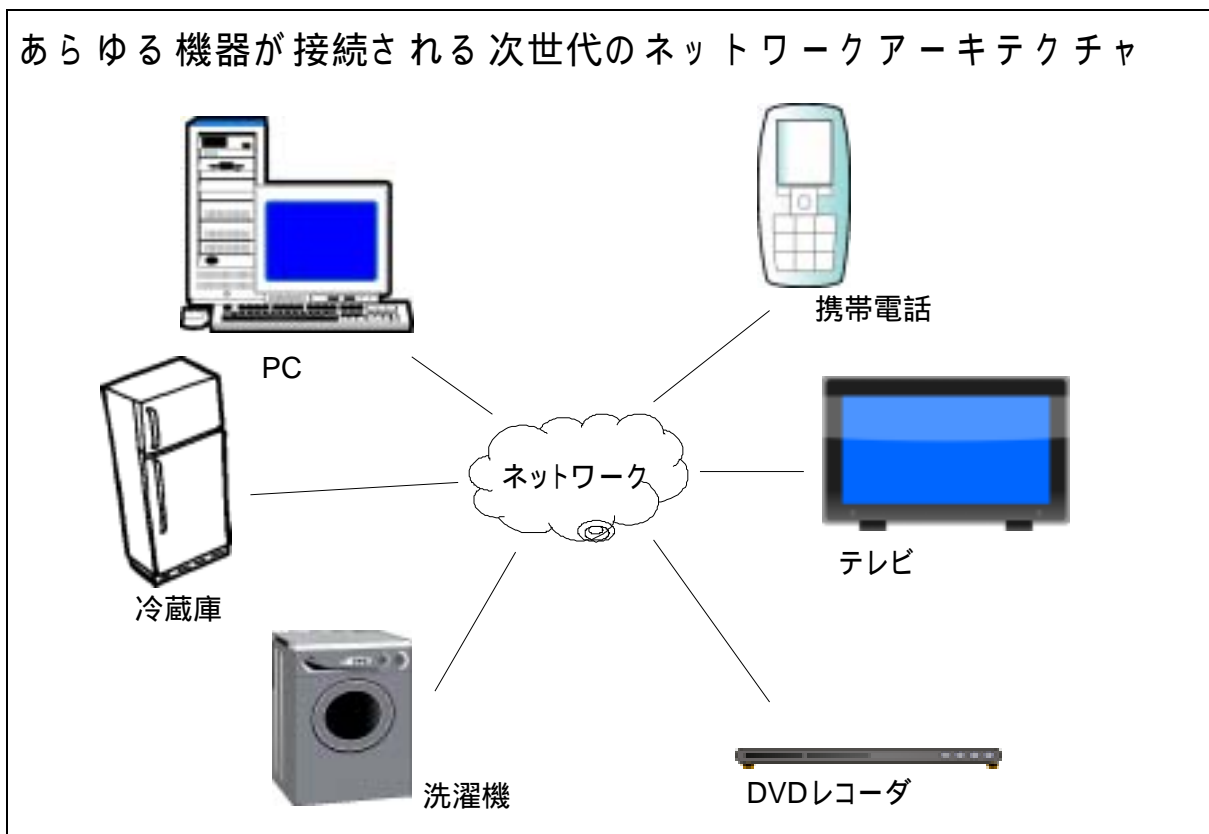 あらゆる機器が接続される次世代のネットワークアーキテクチャ
携帯電話
PC
ネットワーク
テレビ
冷蔵庫
洗濯機
DVDレコーダ